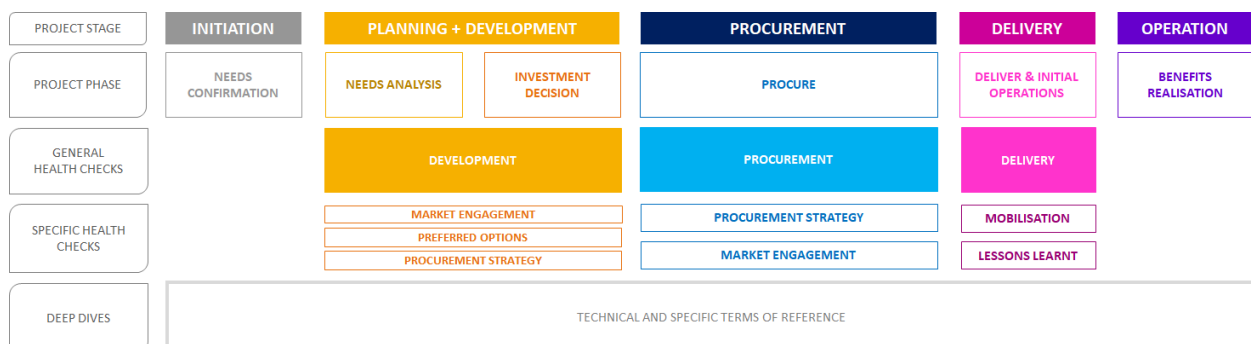 PROJECT STAGE
INITIATION
PLANNING + DEVELOPMENT
PROCUREMENT
DELIVERY
OPERATION
PROJECT PHASE
NEEDS
CONFIRMATION
NEEDS ANALYSIS
INVESTMENT
DECISION
PROCURE
DELIVER & INITIAL
OPERATIONS
BENEFITS
REALISATION
GENERAL
HEALTH CHECKS
DEVELOPMENT
PROCUREMENT
DELIVERY
SPECIFIC HEALTH
CHECKS
MARKET ENGAGEMENT
PREFERRED OPTIONS
PROCUREMENT STRATEGY
PROCUREMENT STRATEGY
MARKET ENGAGEMENT
MOBILISATION
LESSONS LEARNT
DEEP DIVES
TECHNICAL AND SPECIFIC TERMS OF REFERENCE